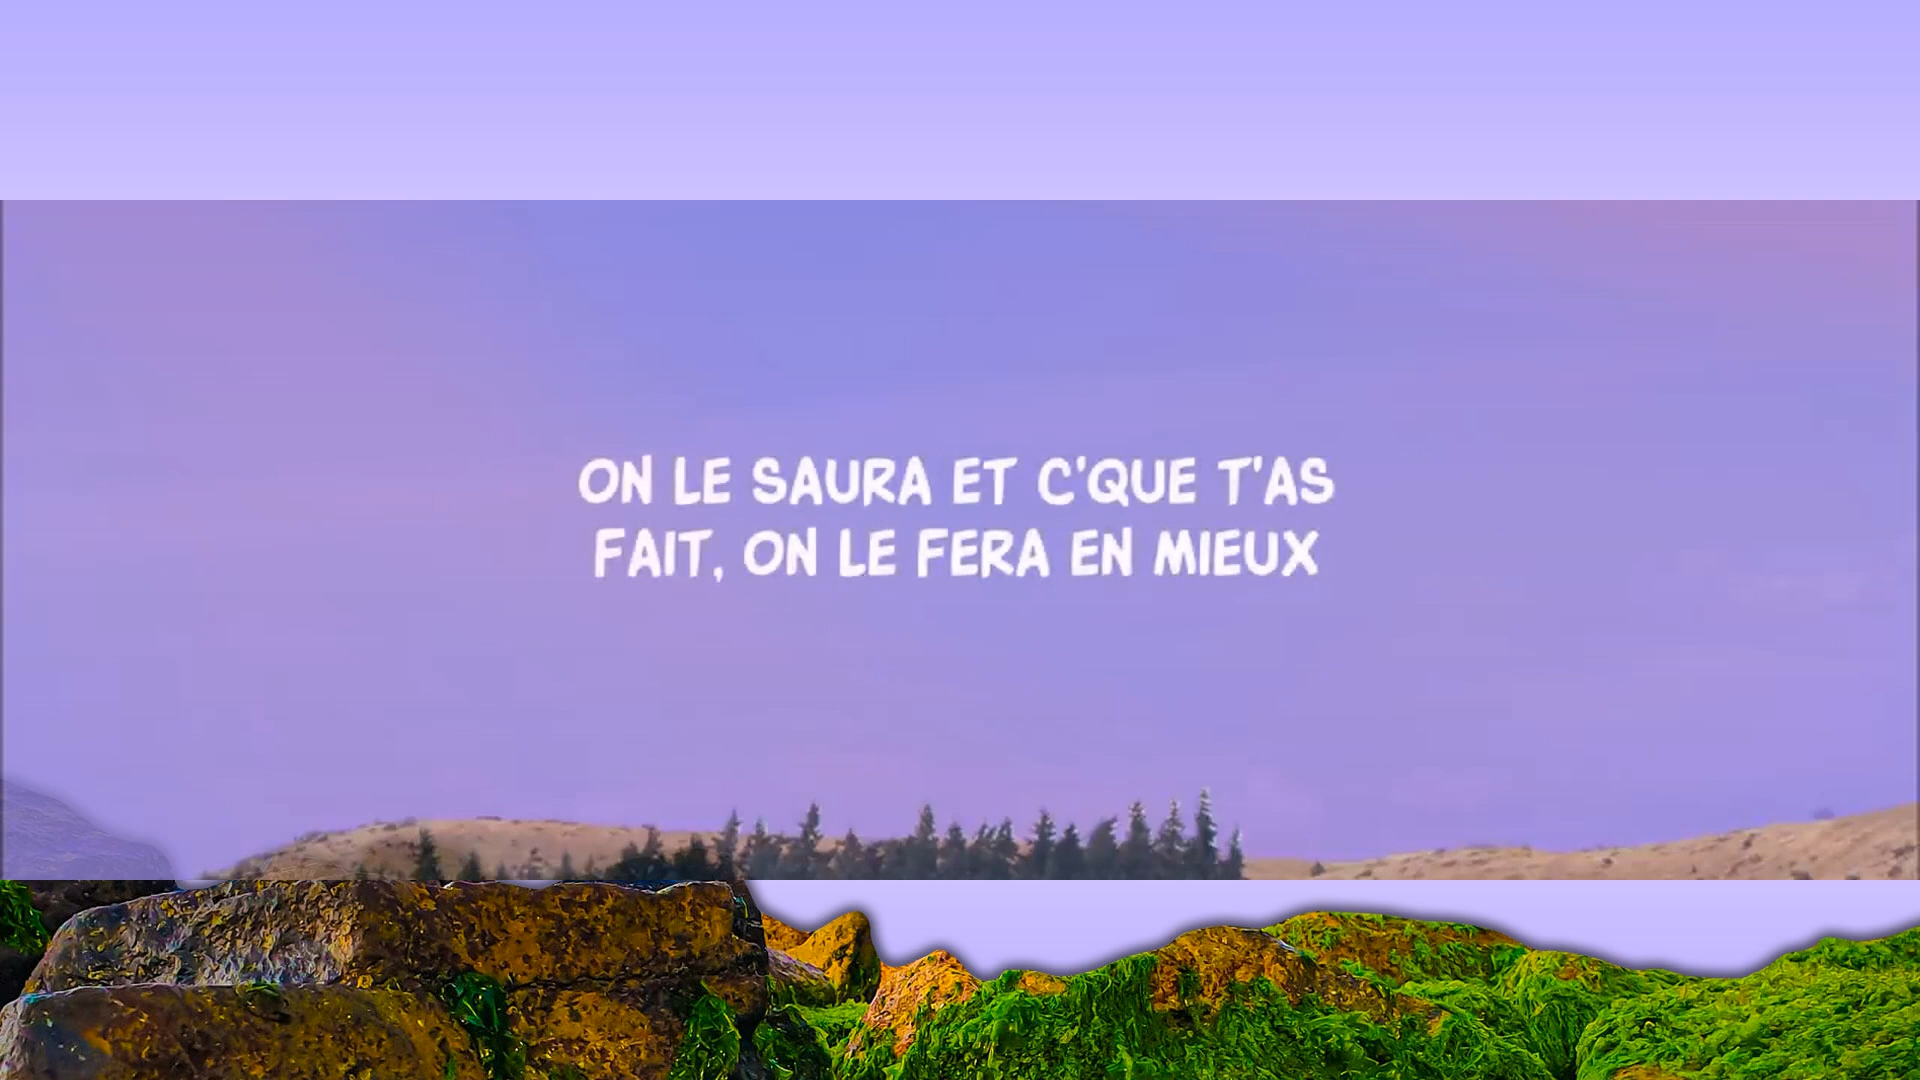 ON LE SAURA ET C'QUE T'AS
FAIT, ON LE FERA EN MIEUX